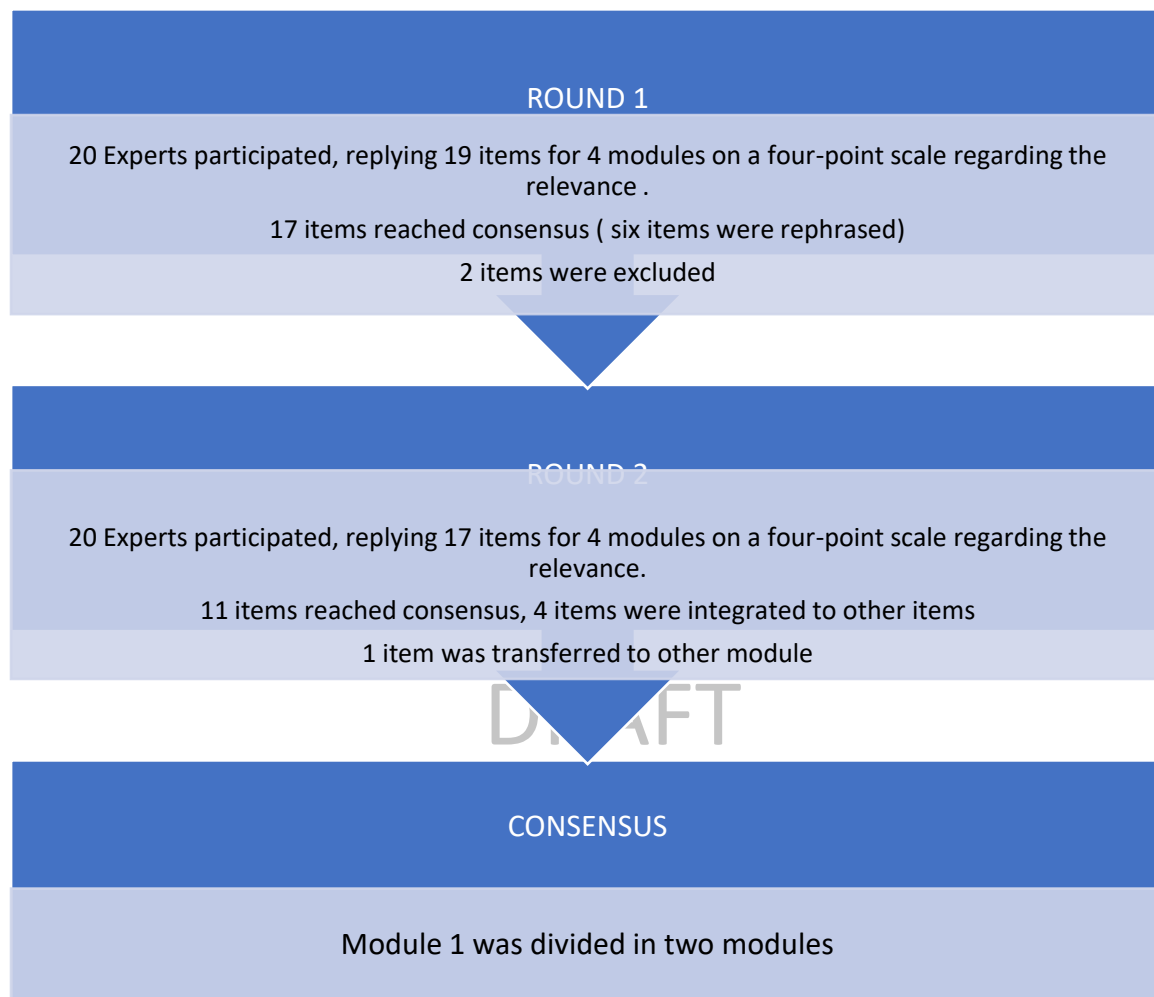 ROUND 1
20 Experts participated, replying 19 items for 4 modules on a four-point scale regarding the
relevance .
17 items reached consensus ( six items were rephrased)
2 items were excluded
ROUND 2
20 Experts participated, replying 17 items for 4 modules on a four-point scale regarding the
relevance.
11 items reached consensus, 4 items were integrated to other items
1 item was transferred to other module
DRAFT
CONSENSUS
Module 1 was divided in two modules